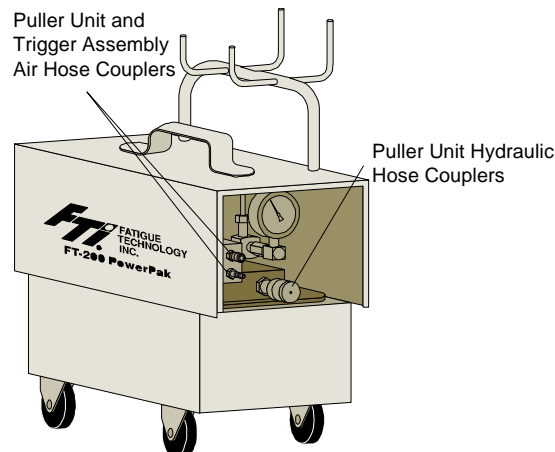 Puller Unit and
Trigger Assembly
Air Hose Couplers
Puller Unit Hydraulic
Hose Couplers
FTI FATIGUE
TECHNOLOGY
INC.
FT-200 PowerPak